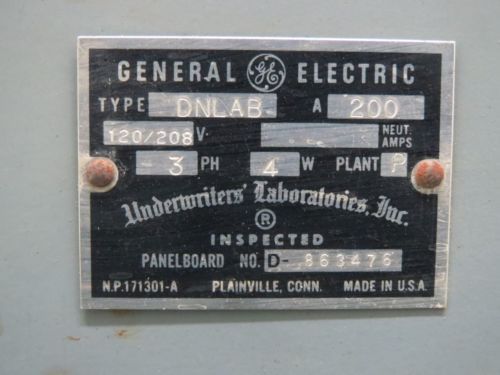 GENERAL GE ELECTRIC
TYPE DNLAB A 200
120/208 V. NEUT. AMPS
3 PH 4 W PLANT P
Underwriters' Laboratories, Inc.
®
INSPECTED
PANELBOARD NO. D- 863476
N.P.171301-A PLAINVILLE, CONN. MADE IN U.S.A.